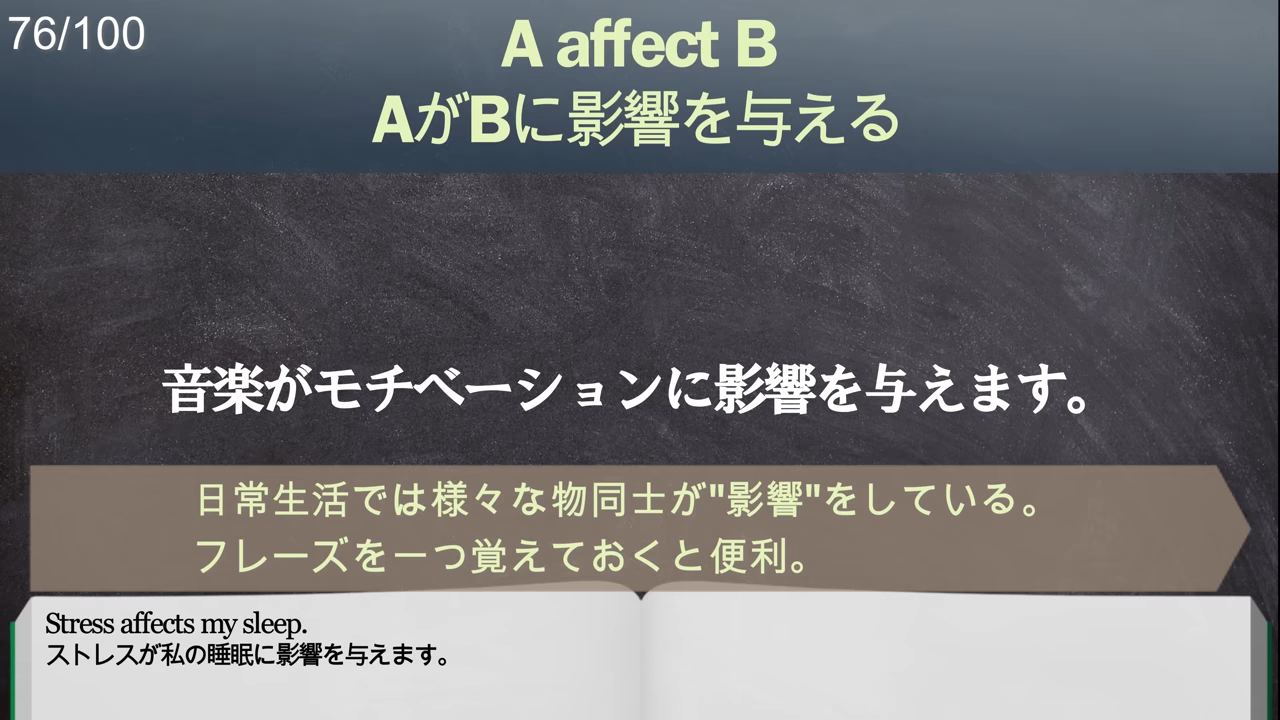 76/100
A affect B
AがBに影響を与える
音楽がモチベーションに影響を与えます。
日常生活では様々な物同士が"影響"をしている。
フレーズを一つ覚えておくと便利。
Stress affects my sleep.
ストレスが私の睡眠に影響を与えます。